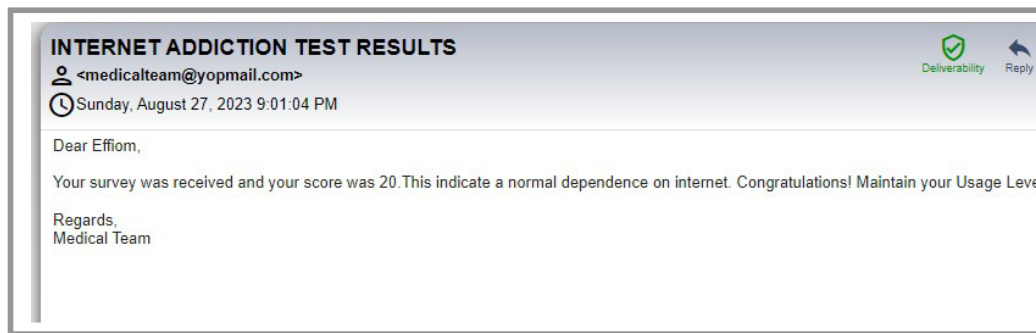 INTERNET ADDICTION TEST RESULTS
<medicalteam@yopmail.com>
Deliverability
Reply
Sunday, August 27, 2023 9:01:04 PM
Dear Effiom,
Your survey was received and your score was 20.This indicate a normal dependence on internet. Congratulations! Maintain your Usage
Regards,
Medical Team